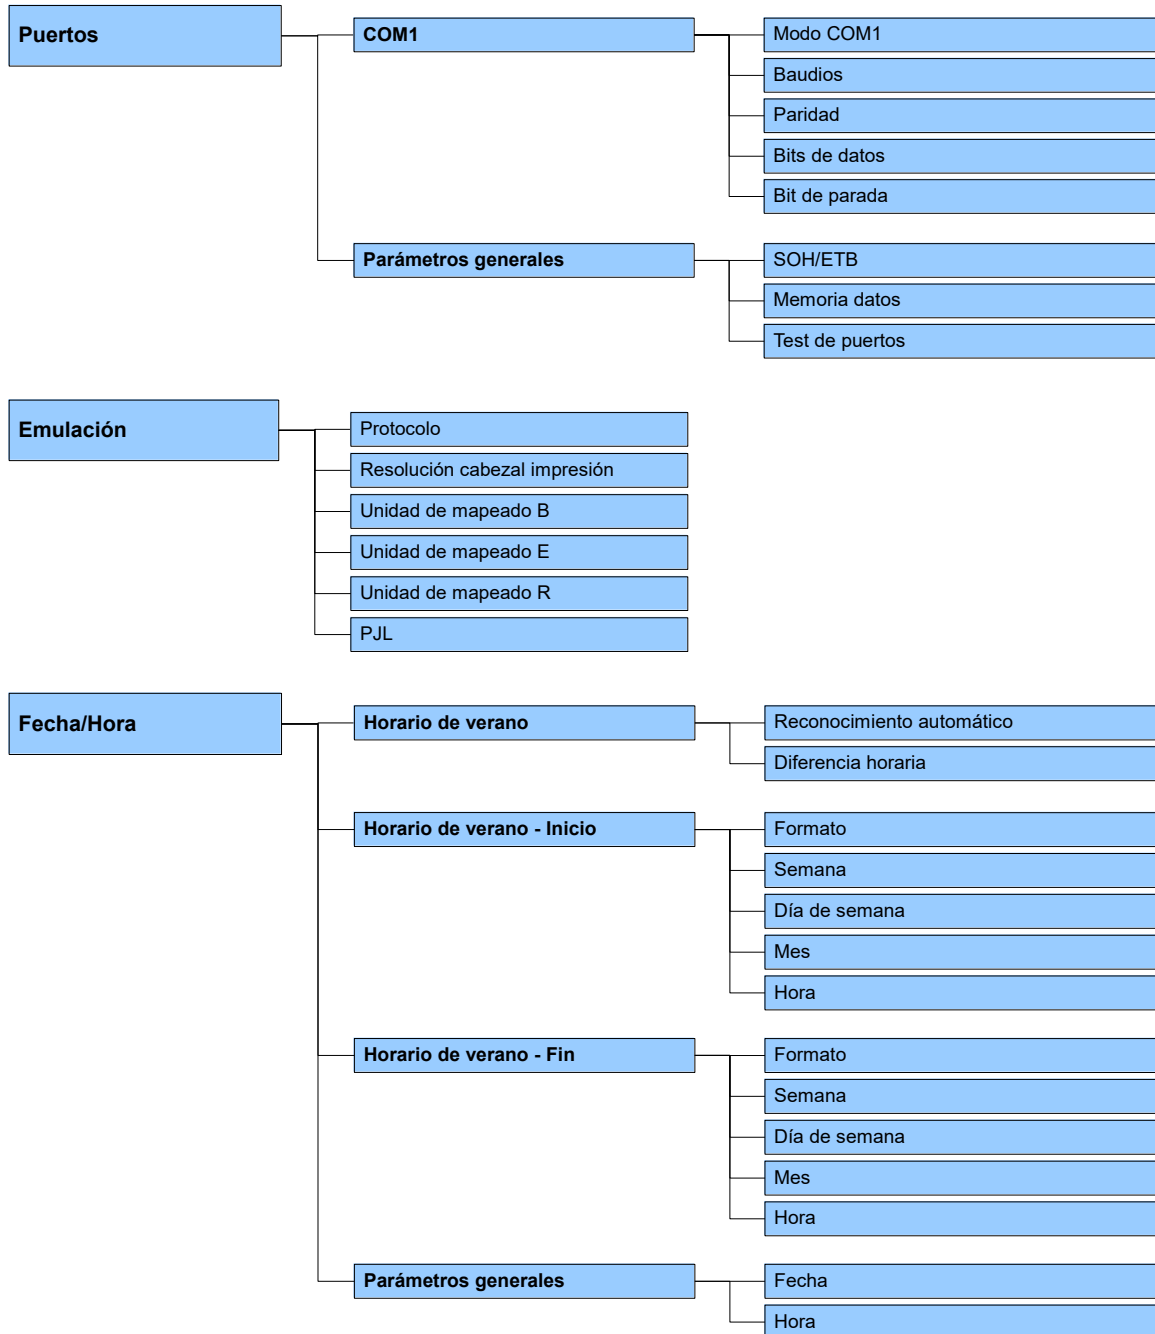 Puertos
COM1
Modo COM1
Baudios
Paridad
Bits de datos
Bit de parada
Parámetros generales
SOH/ETB
Memoria datos
Test de puertos
Emulación
Protocolo
Resolución cabezal impresión
Unidad de mapeado B
Unidad de mapeado E
Unidad de mapeado R
PJL
Fecha/Hora
Horario de verano
Reconocimiento automático
Diferencia horaria
Horario de verano - Inicio
Formato
Semana
Día de semana
Mes
Hora
Horario de verano - Fin
Formato
Semana
Día de semana
Mes
Hora
Parámetros generales
Fecha
Hora